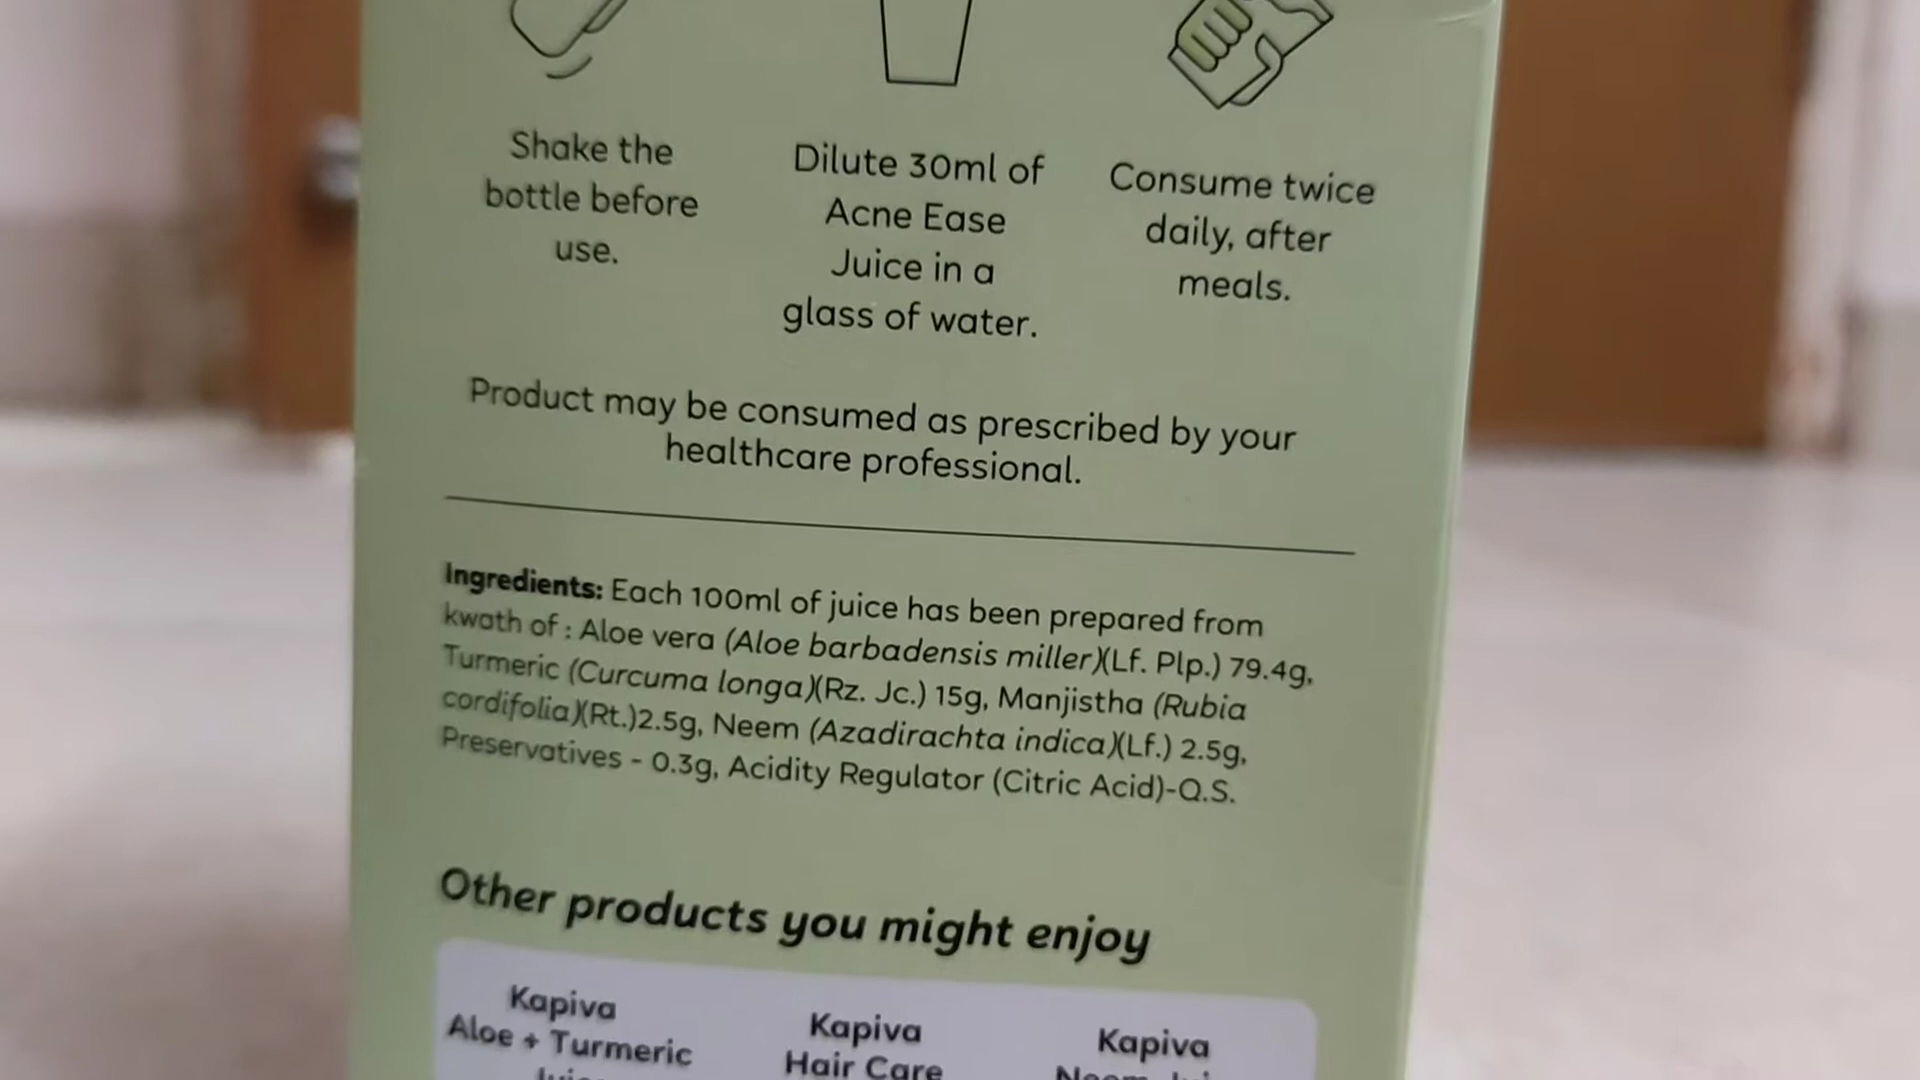 Shake the
bottle before
use.
Dilute 30ml of
Acne Ease
Juice in a
glass of water.
Consume twice
daily, after
meals.
Product may be consumed as prescribed by your
healthcare professional.
Ingredients: Each 100ml of juice has been prepared from
kwath of : Aloe vera (Aloe barbadensis miller)(Lf. Plp.) 79.4g,
Turmeric (Curcuma longa)(Rz. Jc.) 15g, Manjistha (Rubia
cordifolia)(Rt.)2.5g, Neem (Azadirachta indica)(Lf.) 2.5g,
Preservatives - 0.3g, Acidity Regulator (Citric Acid)-Q.S.
Other products you might enjoy
Kapiva
Aloe + Turmeric
Kapiva
Hair Care
Kapiva
Neem